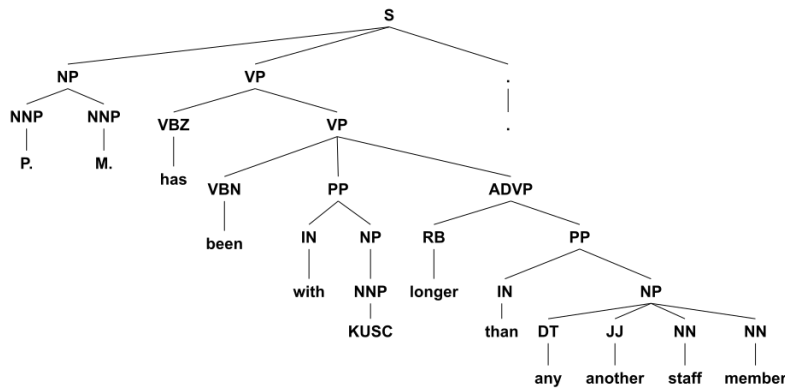 S
NP VP .
NNP NNP VBZ VP .
P. M. has
VBN PP ADVP
been IN NP RB PP
with NNP longer IN NP
KUSC than DT JJ NN NN
any another staff member